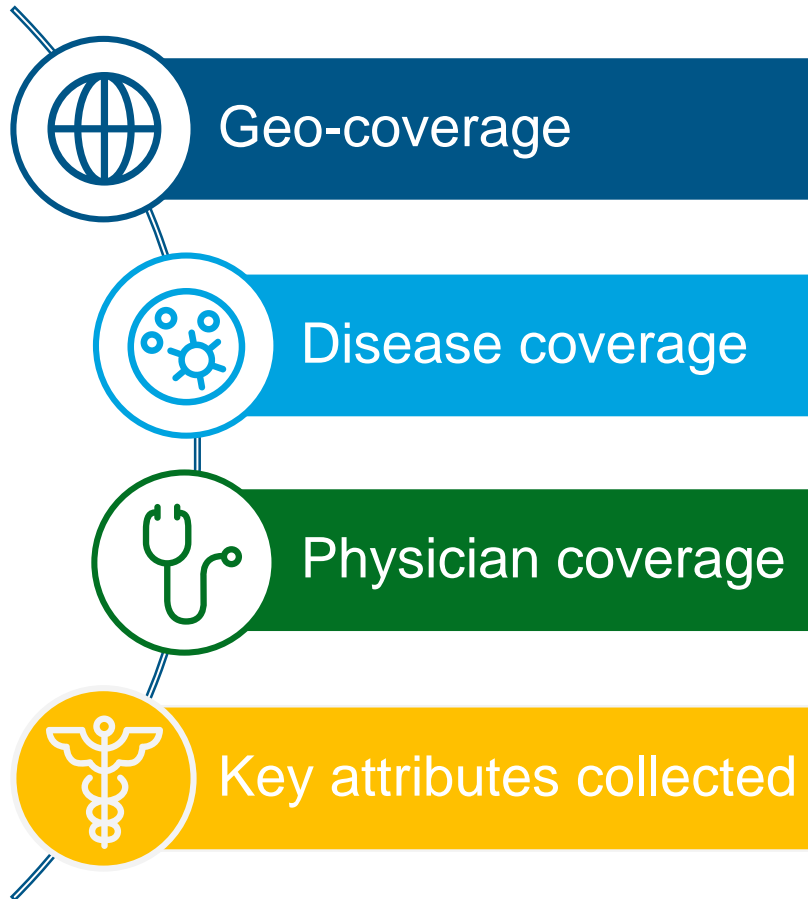 Geo-coverage
Disease coverage
Physician coverage
Key attributes collected